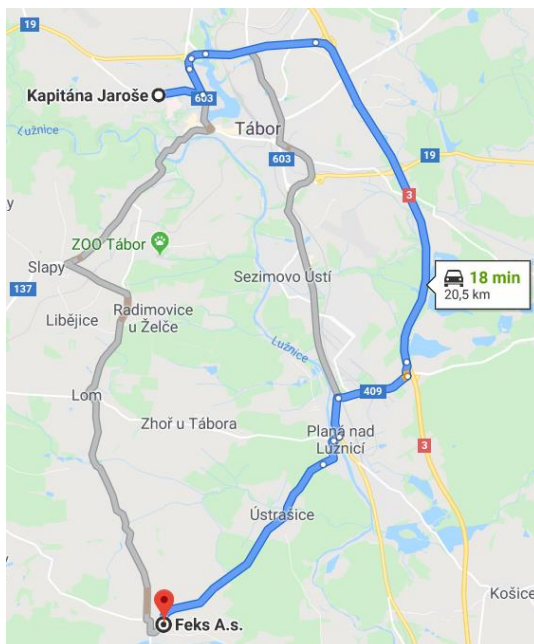 19
Kapitána Jaroše
603
Lužnice
Tábor
603
19
3
y
ZOO Tábor
Slapy
Sezimovo Ústí
18 min
20,5 km
137
Radimovice
u Želče
Libějice
Lužnice
Lom
409
Zhoř u Tábora
Planá nad
Lužnicí
3
Ústrašice
Košice
Feks A.s.